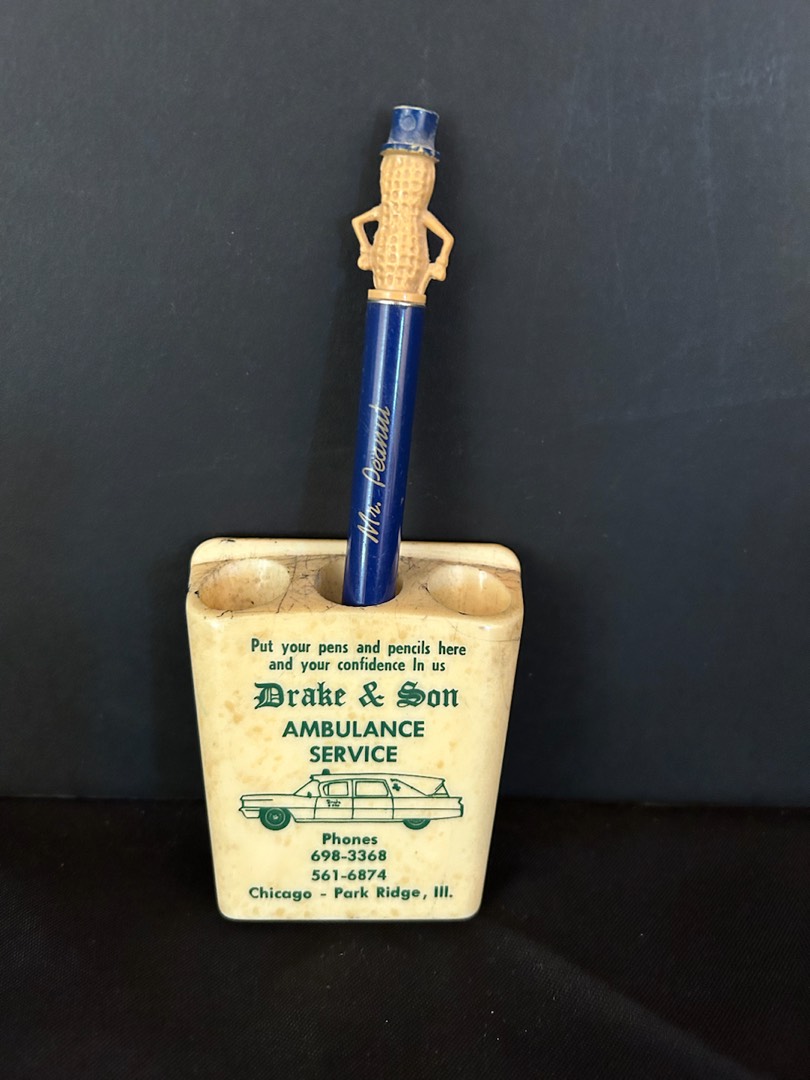 Mr. Peanut
Put your pens and pencils here
and your confidence In us
Drake & Son
AMBULANCE
SERVICE
Phones
698-3368
561-6874
Chicago - Park Ridge, Ill.